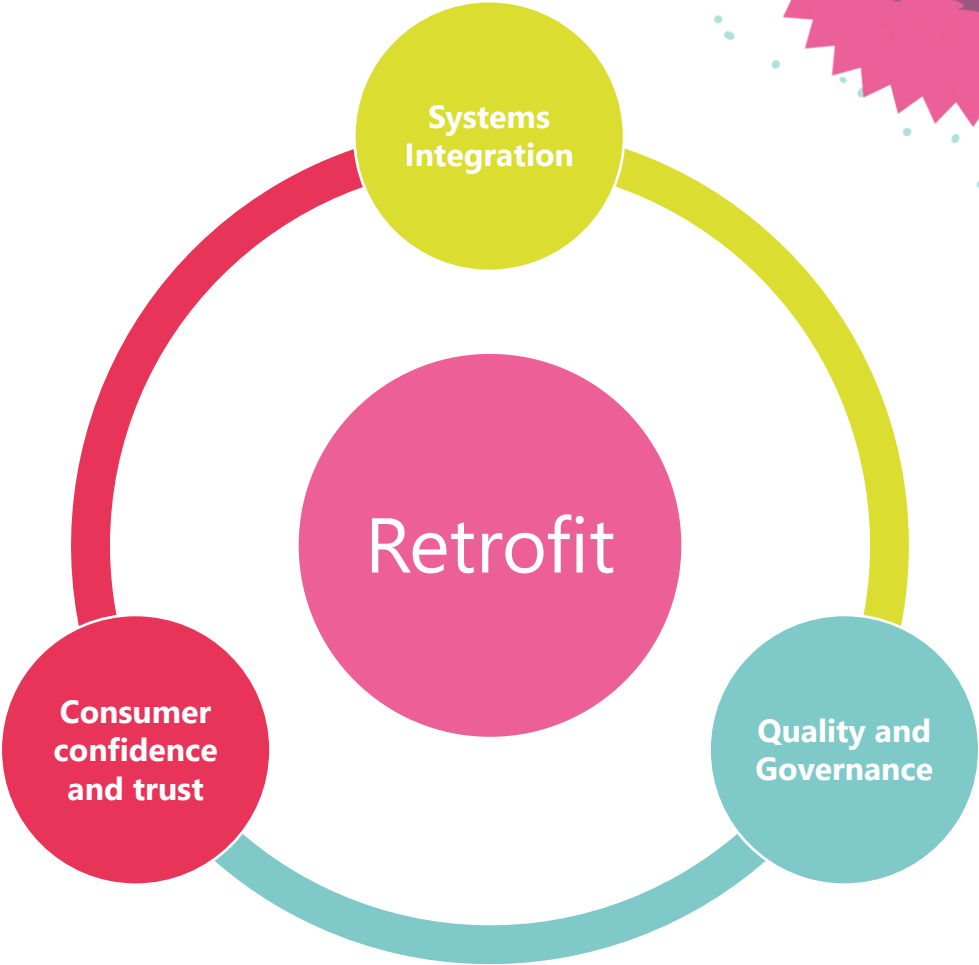 Systems
Integration
Retrofit
Consumer
confidence
and trust
Quality and
Governance